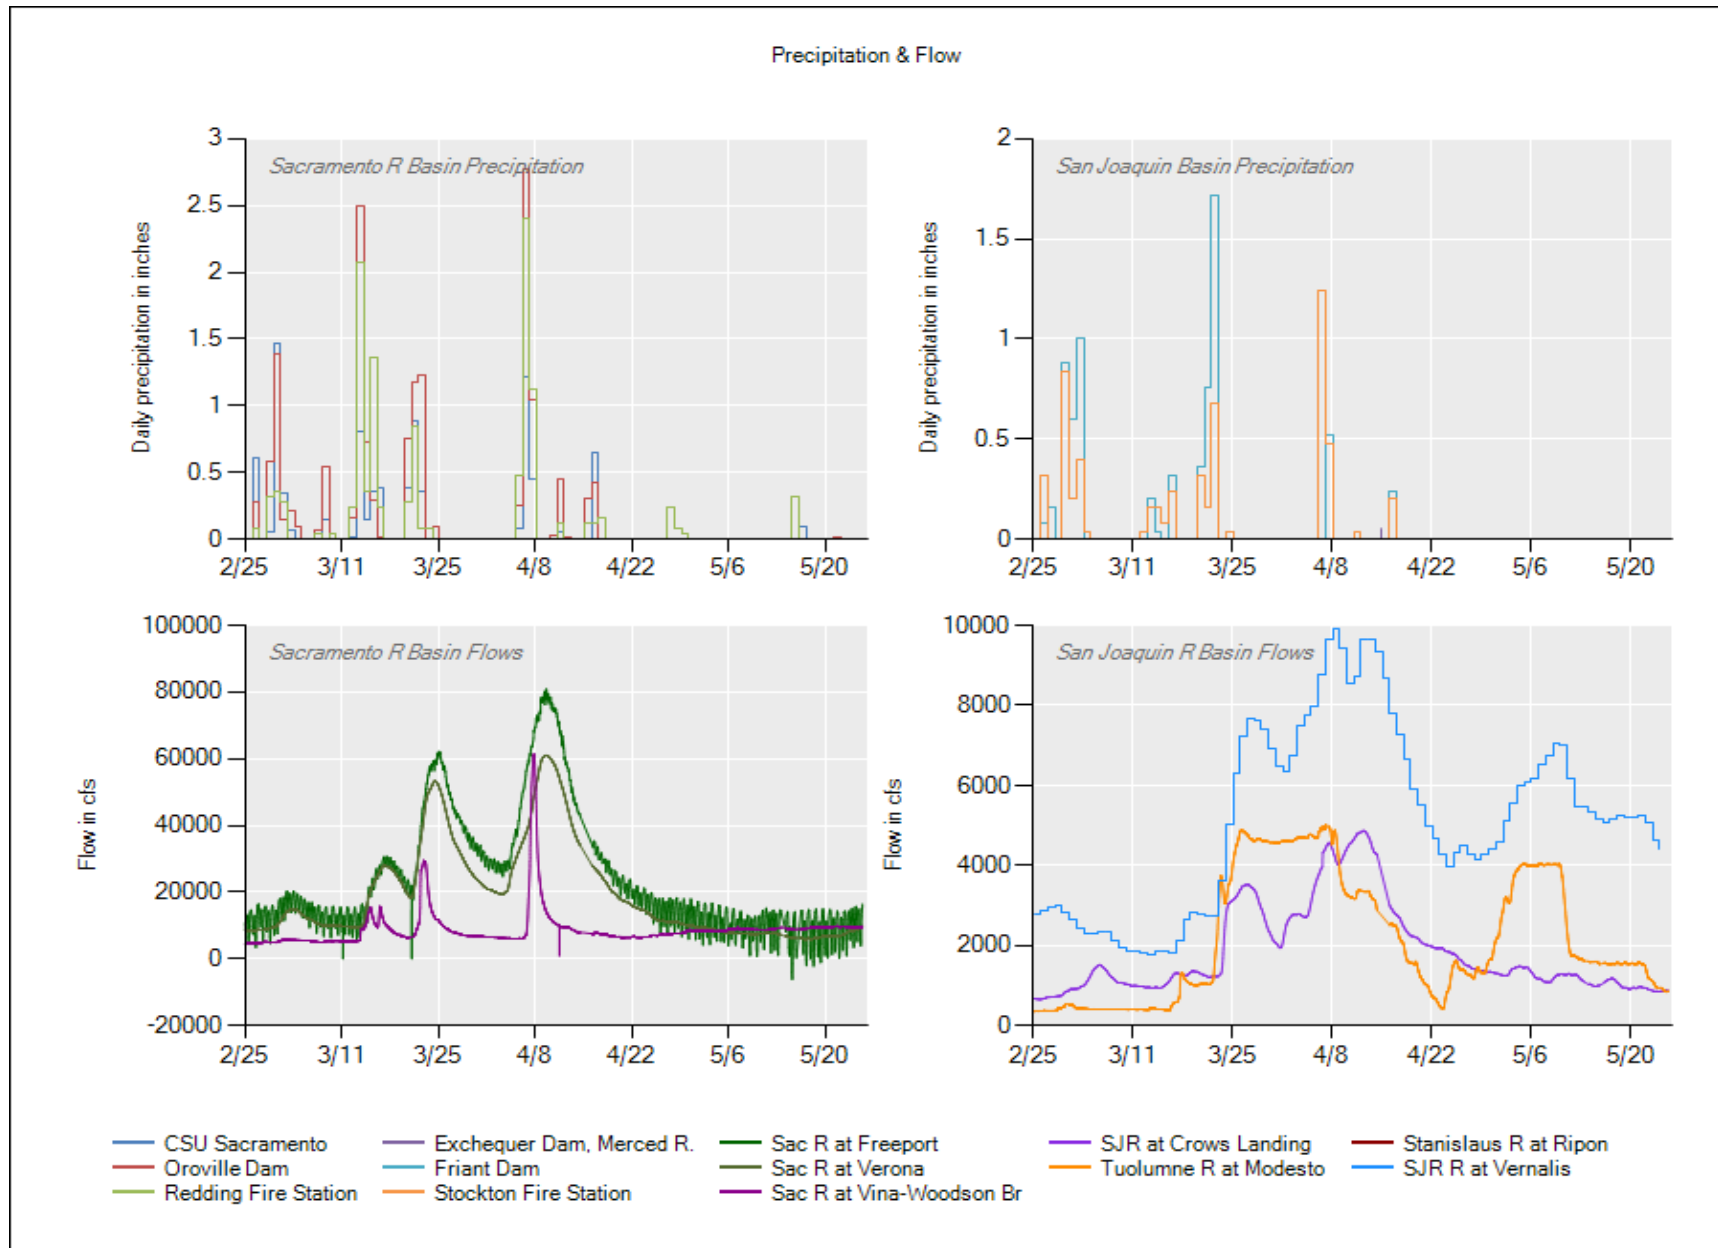 Precipitation & Flow
Sacramento R Basin Precipitation
Daily precipitation in inches
3
2.5
2
1.5
1
0.5
0
2/25 3/11 3/25 4/8 4/22 5/6 5/20
San Joaquin Basin Precipitation
Daily precipitation in inches
2
1.5
1
0.5
0
2/25 3/11 3/25 4/8 4/22 5/6 5/20
Sacramento R Basin Flows
Flow in cfs
100000
80000
60000
40000
20000
0
-20000
2/25 3/11 3/25 4/8 4/22 5/6 5/20
San Joaquin R Basin Flows
Flow in cfs
10000
8000
6000
4000
2000
0
2/25 3/11 3/25 4/8 4/22 5/6 5/20
CSU Sacramento Exchequer Dam, Merced R. Sac R at Freeport SJR at Crows Landing Stanislaus R at Ripon
Oroville Dam Friant Dam Sac R at Verona Tuolumne R at Modesto SJR R at Vernalis
Redding Fire Station Stockton Fire Station Sac R at Vina-Woodson Br